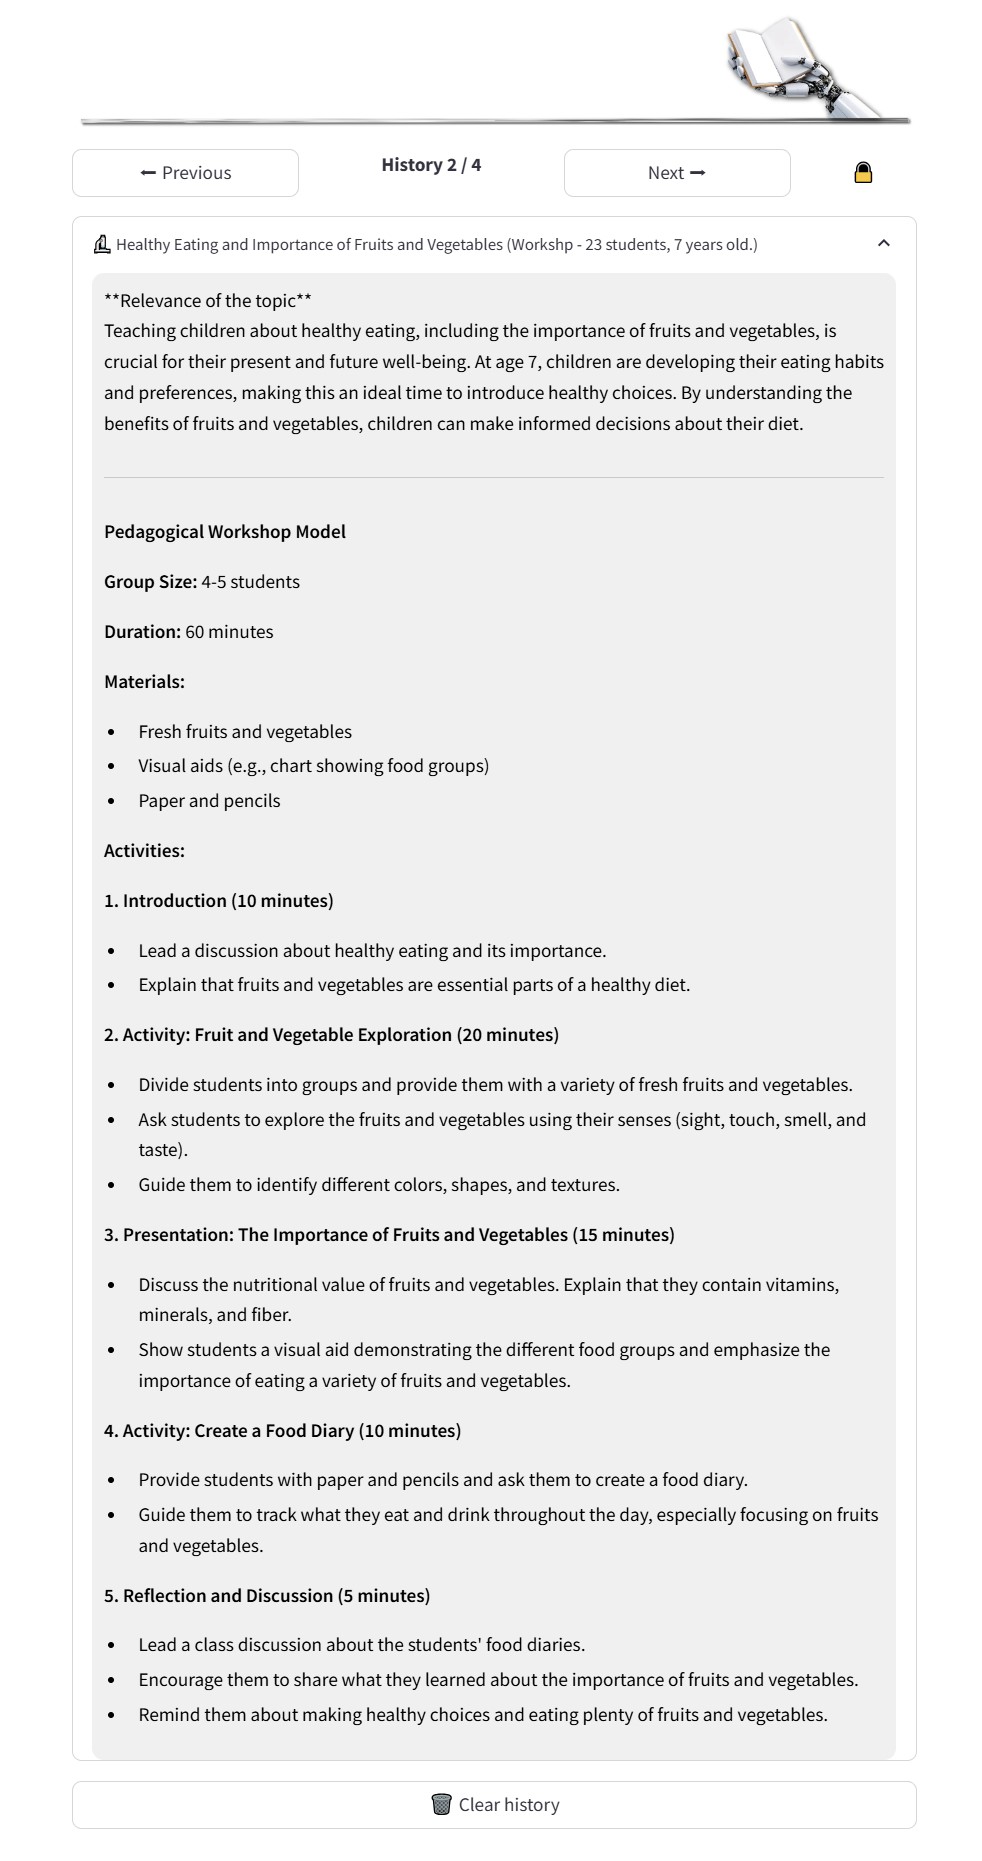 ← Previous
History 2 / 4
Next →
Healthy Eating and Importance of Fruits and Vegetables (Workshp - 23 students, 7 years old.)
**Relevance of the topic**
Teaching children about healthy eating, including the importance of fruits and vegetables, is
crucial for their present and future well-being. At age 7, children are developing their eating habits
and preferences, making this an ideal time to introduce healthy choices. By understanding the
benefits of fruits and vegetables, children can make informed decisions about their diet.
Pedagogical Workshop Model
Group Size: 4-5 students
Duration: 60 minutes
Materials:
• Fresh fruits and vegetables
• Visual aids (e.g., chart showing food groups)
• Paper and pencils
Activities:
1. Introduction (10 minutes)
• Lead a discussion about healthy eating and its importance.
• Explain that fruits and vegetables are essential parts of a healthy diet.
2. Activity: Fruit and Vegetable Exploration (20 minutes)
• Divide students into groups and provide them with a variety of fresh fruits and vegetables.
• Ask students to explore the fruits and vegetables using their senses (sight, touch, smell, and
taste).
• Guide them to identify different colors, shapes, and textures.
3. Presentation: The Importance of Fruits and Vegetables (15 minutes)
• Discuss the nutritional value of fruits and vegetables. Explain that they contain vitamins,
minerals, and fiber.
• Show students a visual aid demonstrating the different food groups and emphasize the
importance of eating a variety of fruits and vegetables.
4. Activity: Create a Food Diary (10 minutes)
• Provide students with paper and pencils and ask them to create a food diary.
• Guide them to track what they eat and drink throughout the day, especially focusing on fruits
and vegetables.
5. Reflection and Discussion (5 minutes)
• Lead a class discussion about the students' food diaries.
• Encourage them to share what they learned about the importance of fruits and vegetables.
• Remind them about making healthy choices and eating plenty of fruits and vegetables.
Clear history